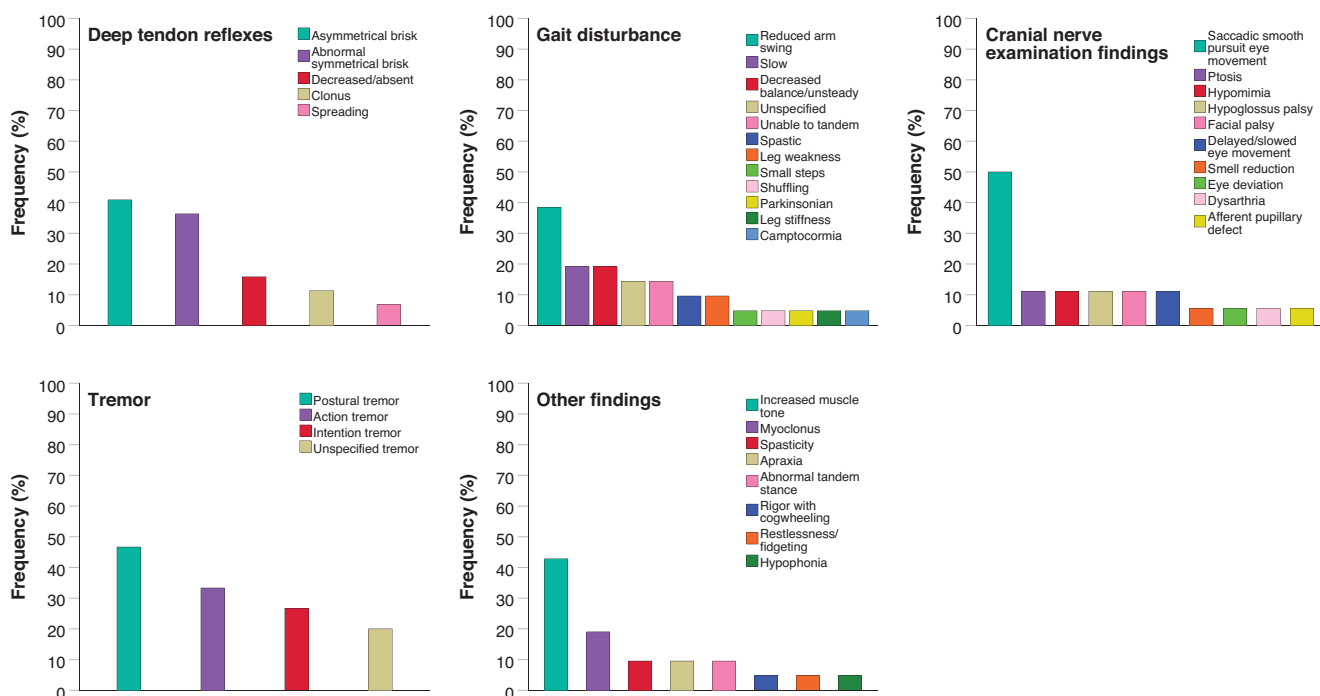 Deep tendon reflexes
Frequency (%)
100
90
80
70
60
50
40
30
20
10
0
Asymmetrical brisk
Abnormal
symmetrical brisk
Decreased/absent
Clonus
Spreading
Gait disturbance
Frequency (%)
100
90
80
70
60
50
40
30
20
10
0
Reduced arm
swing
Slow
Decreased
balance/unsteady
Unspecified
Unable to tandem
Spastic
Leg weakness
Small steps
Shuffling
Parkinsonian
Leg stiffness
Camptocormia
Cranial nerve
examination findings
Frequency (%)
100
90
80
70
60
50
40
30
20
10
0
Saccadic smooth
pursuit eye
movement
Ptosis
Hypomimia
Hypoglossus palsy
Facial palsy
Delayed/slowed
eye movement
Smell reduction
Eye deviation
Dysarthria
Afferent pupillary
defect
Tremor
Frequency (%)
100
90
80
70
60
50
40
30
20
10
0
Postural tremor
Action tremor
Intention tremor
Unspecified tremor
Other findings
Frequency (%)
100
90
80
70
60
50
40
30
20
10
0
Increased muscle
tone
Myoclonus
Spasticity
Apraxia
Abnormal tandem
stance
Rigor with
cogwheeling
Restlessness/
fidgeting
Hypophonia